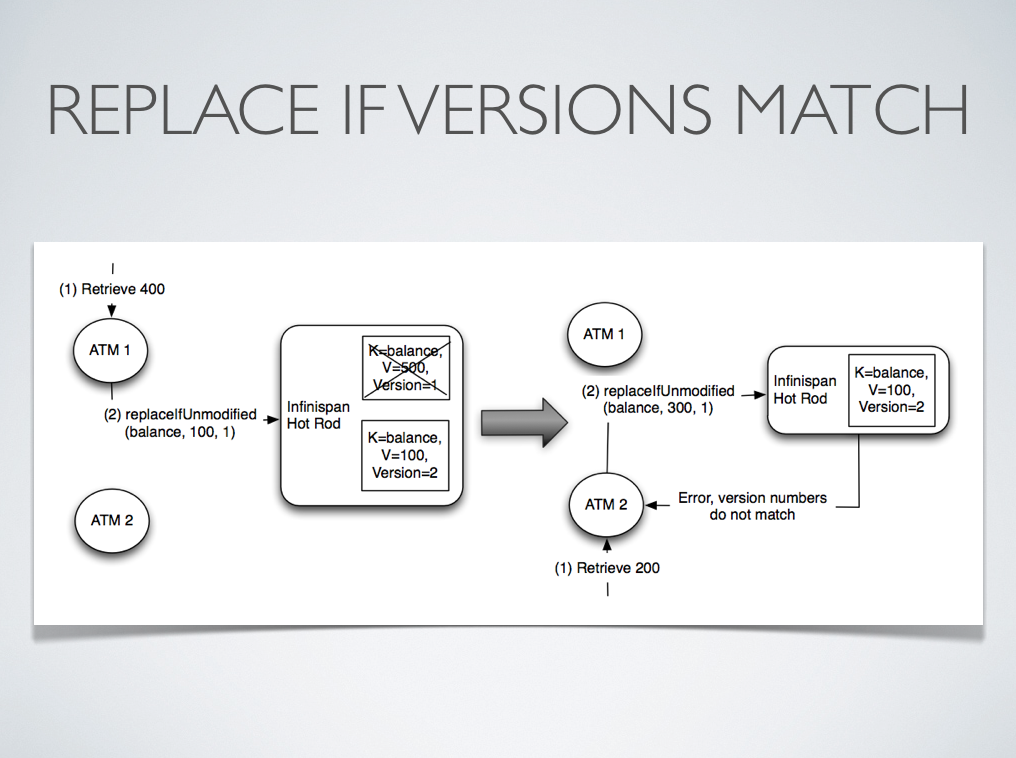 REPLACE IF VERSIONS MATCH
(1) Retrieve 400
ATM 1
(2) replaceIfUnmodified
(balance, 100, 1)
ATM 2
Infinispan
Hot Rod
K=balance,
V=500,
Version=1
K=balance,
V=100,
Version=2
ATM 1
(2) replaceIfUnmodified
(balance, 300, 1)
Infinispan
Hot Rod
K=balance,
V=100,
Version=2
ATM 2
Error, version numbers
do not match
(1) Retrieve 200